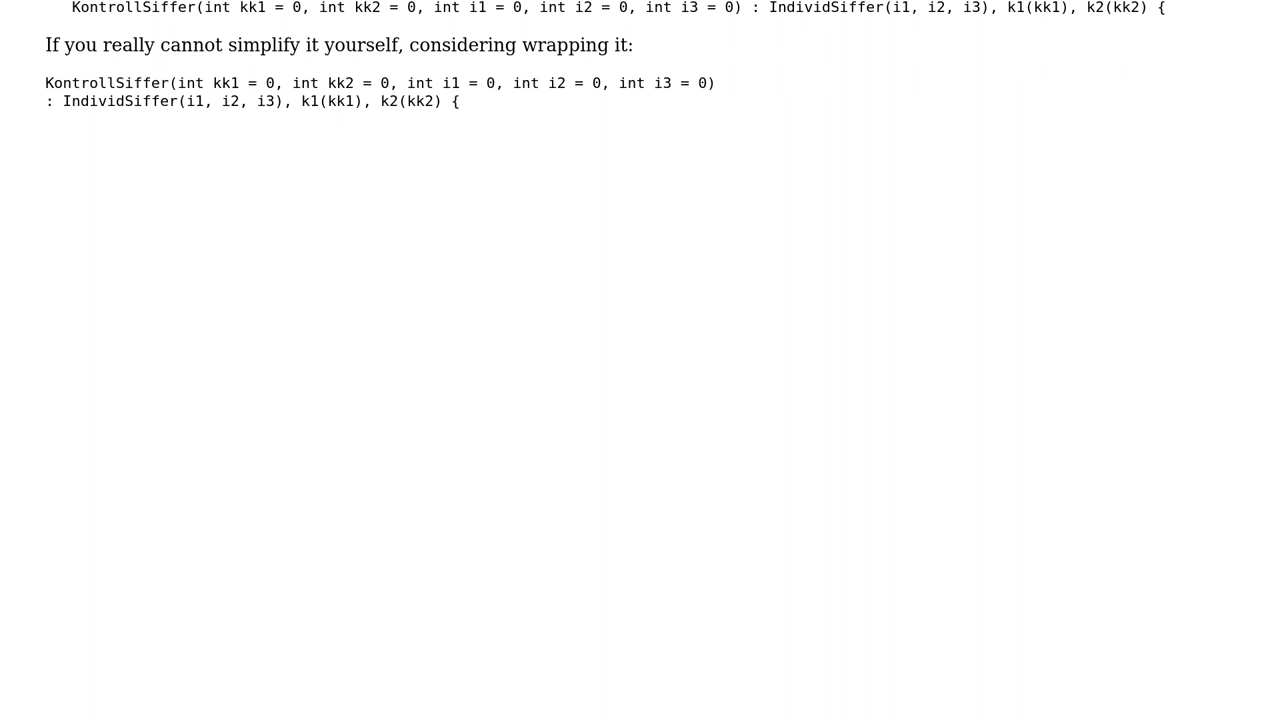 KontrollSiffer(int kk1 = 0, int kk2 = 0, int i1 = 0, int i2 = 0, int i3 = 0) : IndividSiffer(i1, i2, i3), k1(kk1), k2(kk2) {
If you really cannot simplify it yourself, considering wrapping it:
KontrollSiffer(int kk1 = 0, int kk2 = 0, int i1 = 0, int i2 = 0, int i3 = 0)
: IndividSiffer(i1, i2, i3), k1(kk1), k2(kk2) {